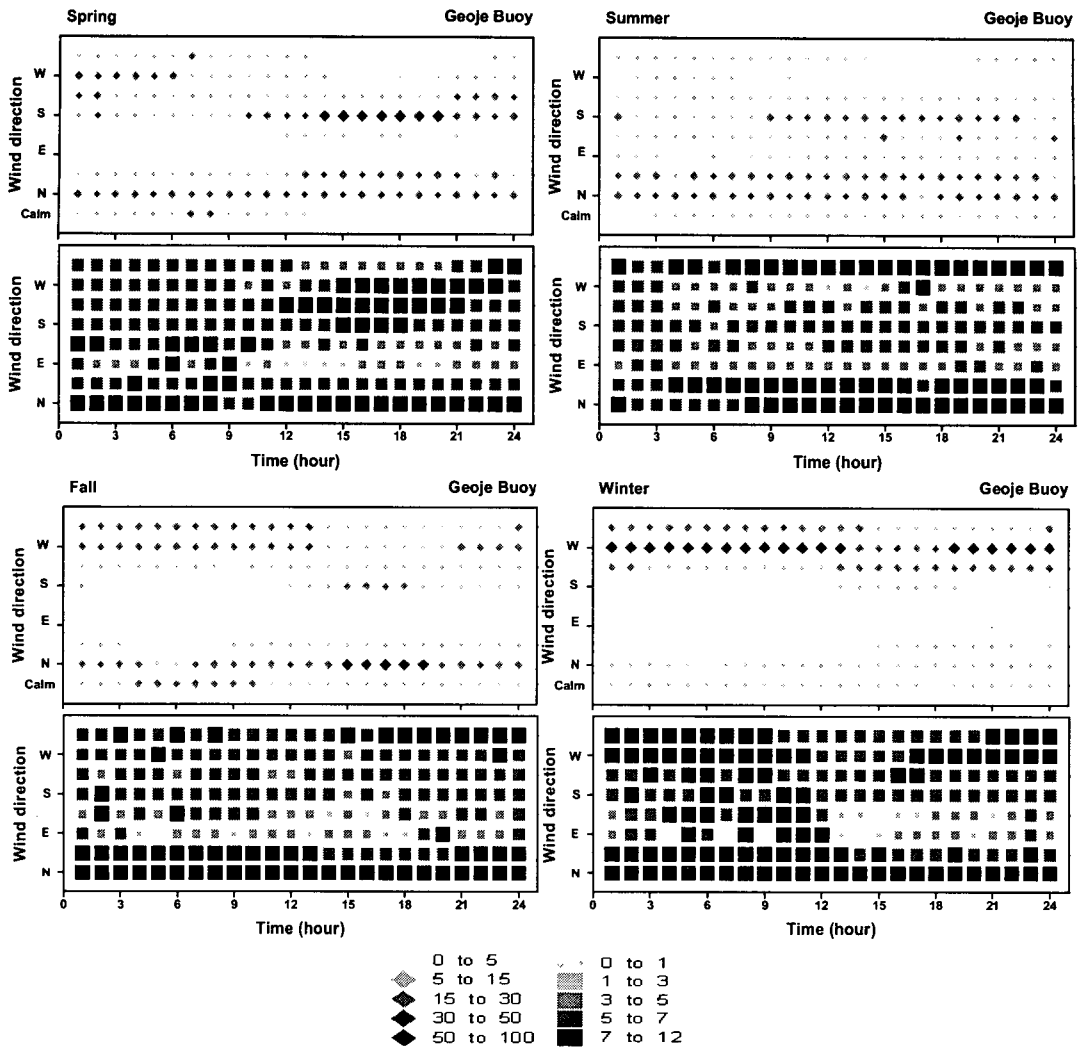 Spring Geoje Buoy
Wind direction
W
S
E
N
Calm
Wind direction
W
S
E
N
0 3 6 9 12 15 18 21 24
Time (hour)
Summer Geoje Buoy
Wind direction
W
S
E
N
Calm
Wind direction
W
S
E
N
0 3 6 9 12 15 18 21 24
Time (hour)
Fall Geoje Buoy
Wind direction
W
S
E
N
Calm
Wind direction
W
S
E
N
0 3 6 9 12 15 18 21 24
Time (hour)
Winter Geoje Buoy
Wind direction
W
S
E
N
Calm
Wind direction
W
S
E
N
0 3 6 9 12 15 18 21 24
Time (hour)
0 to 5
5 to 15
15 to 30
30 to 50
50 to 100
0 to 1
1 to 3
3 to 5
5 to 7
7 to 12